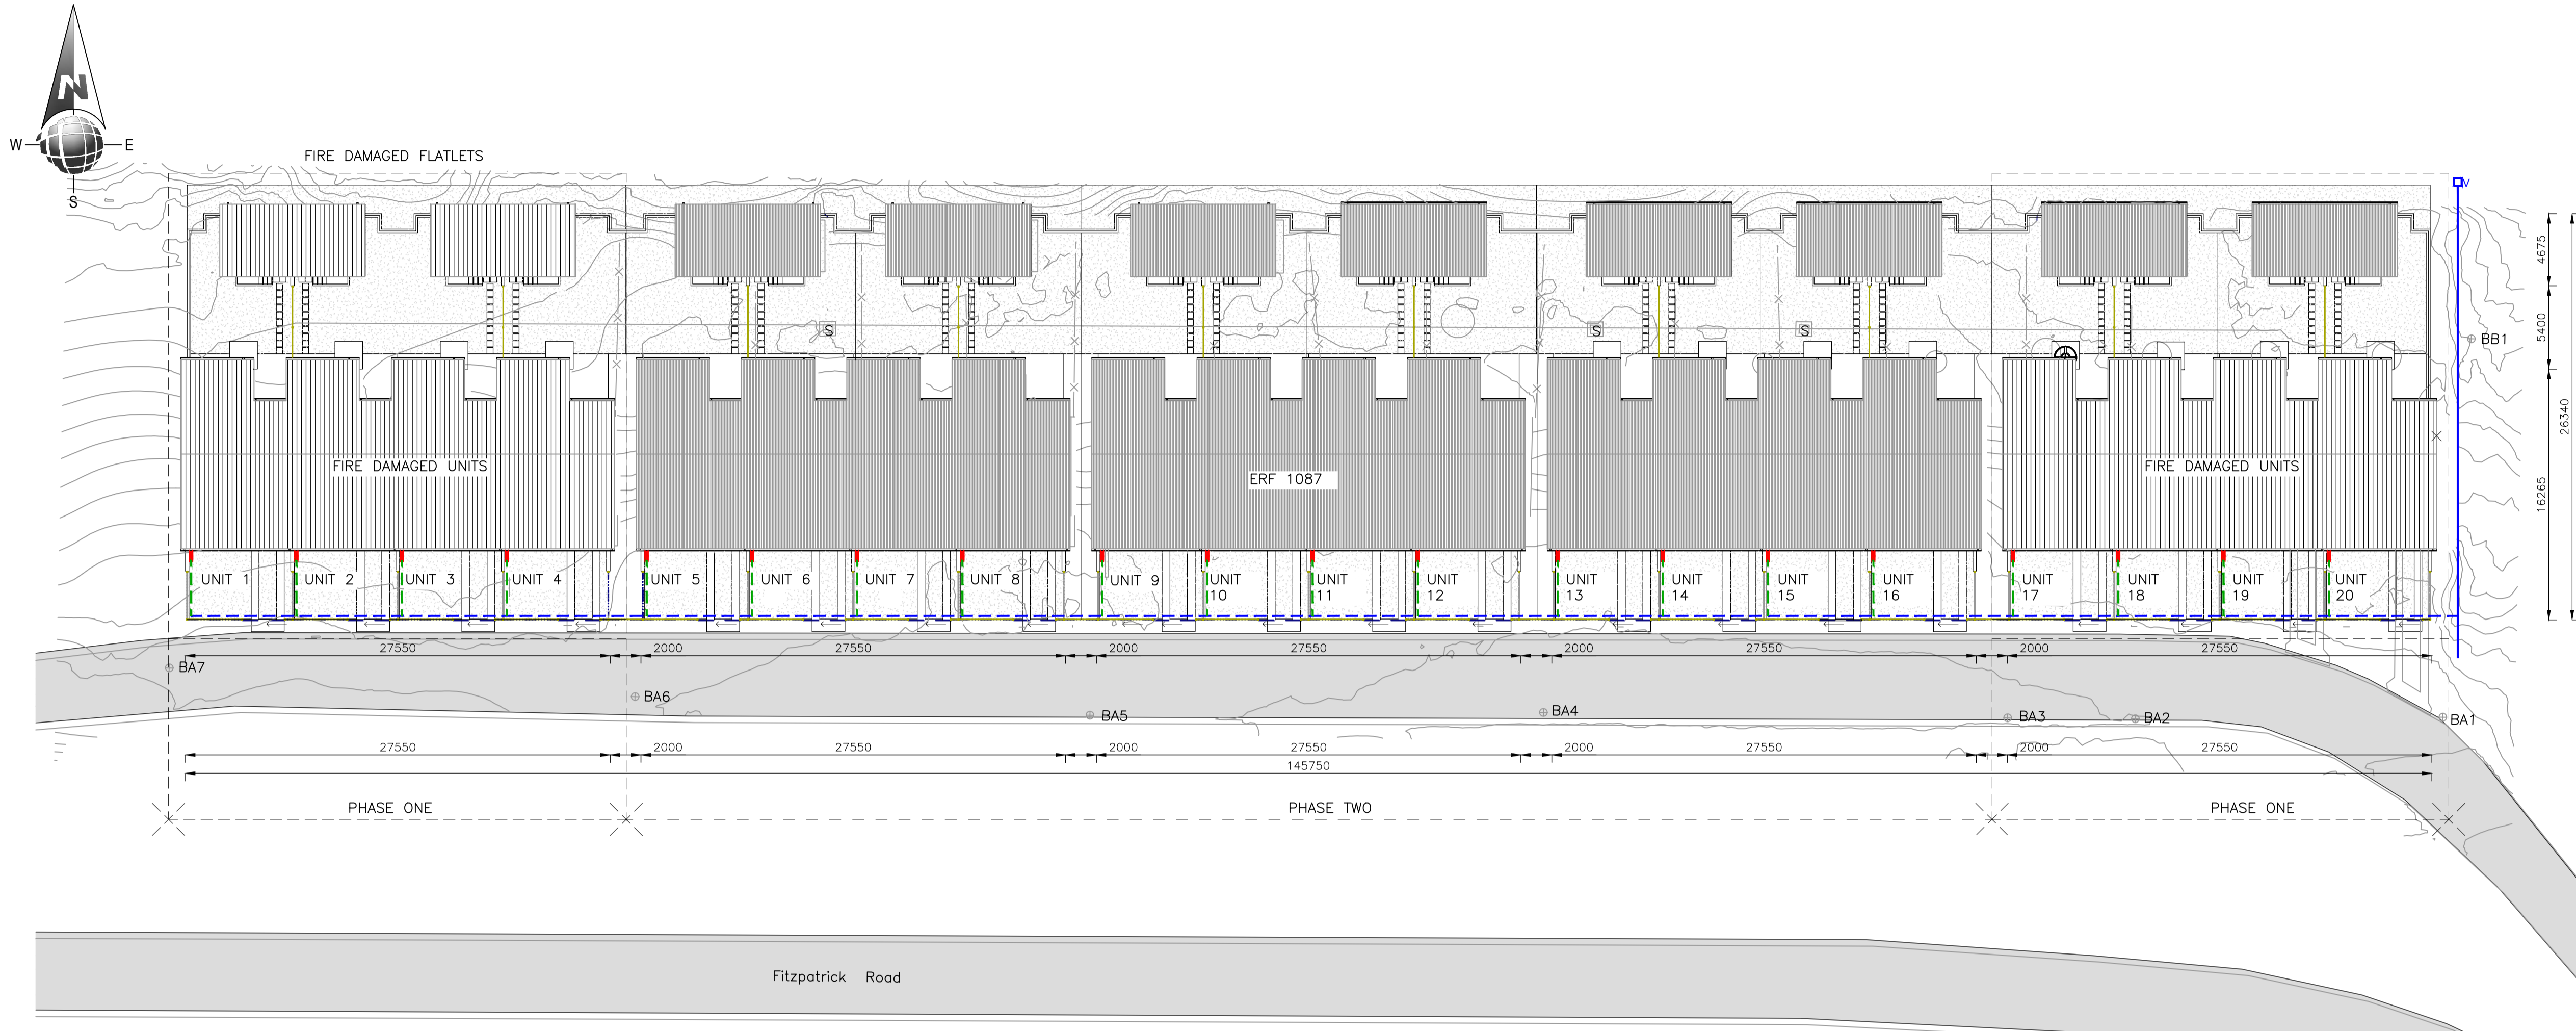 N
W
E
S
FIRE DAMAGED FLATLETS
V
4675
5400
26340
16265
S
S
S
BB1
FIRE DAMAGED UNITS
ERF 1087
FIRE DAMAGED UNITS
UNIT 1
UNIT 2
UNIT 3
UNIT 4
UNIT 5
UNIT 6
UNIT 7
UNIT 8
UNIT 9
UNIT
10
UNIT
11
UNIT
12
UNIT
13
UNIT
14
UNIT
15
UNIT
16
UNIT
17
UNIT
18
UNIT
19
UNIT
20
27550
2000
27550
2000
27550
2000
27550
2000
27550
BA7
BA6
BA5
BA4
BA3
BA2
BA1
27550
2000
27550
2000
27550
2000
27550
2000
27550
145750
PHASE ONE
PHASE TWO
PHASE ONE
Fitzpatrick Road